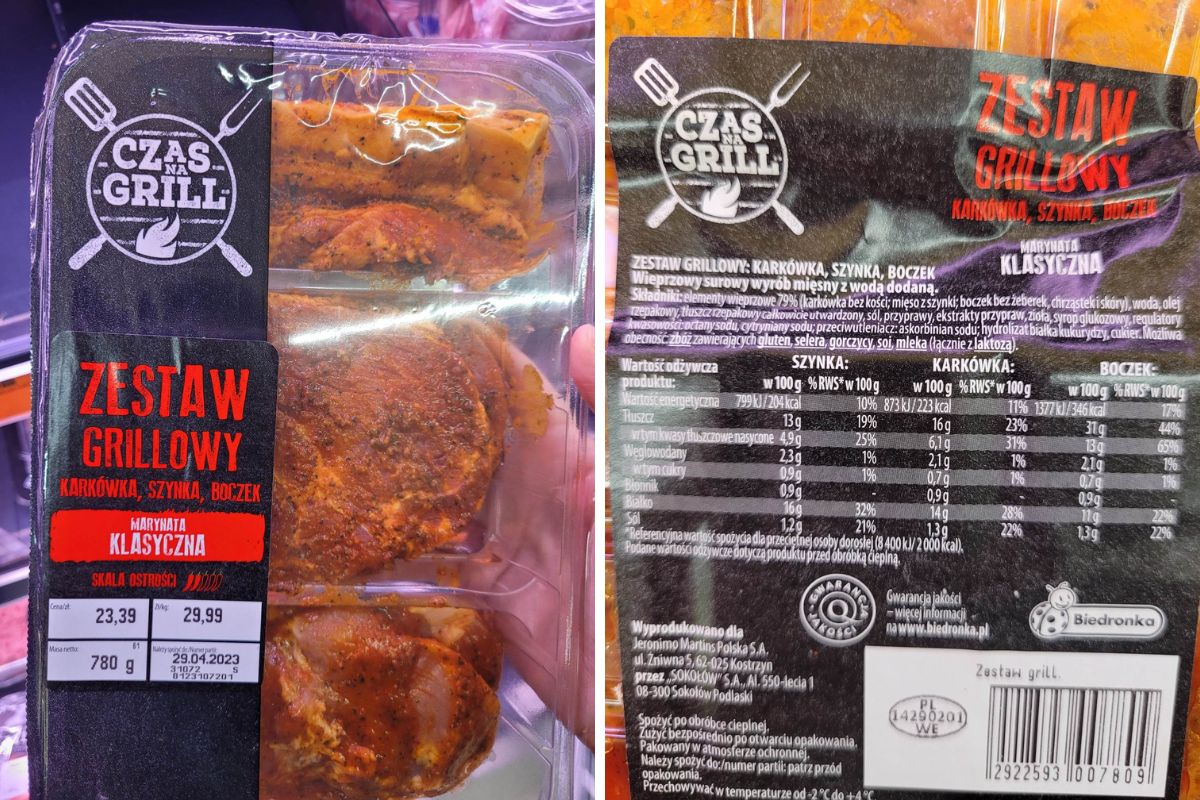 CZAS
NA
GRILL
ZESTAW
GRILLOWY
KARKÓWKA, SZYNKA, BOCZEK
MARYNATA
KLASYCZNA
SKALA OSTROŚCI
Cena/zł: 23,39 Zł/kg: 29,99
Masa netto: 780 g 61
Należy spożyć do:/Numer partii:
29.04.2023
31072 S
8123107201
CZAS
NA
GRILL
ZESTAW
GRILLOWY
KARKÓWKA, SZYNKA, BOCZEK
MARYNATA
KLASYCZNA
ZESTAW GRILLOWY: KARKÓWKA, SZYNKA, BOCZEK
Wieprzowy surowy wyrób mięsny z wodą dodaną.
Składniki: elementy wieprzowe 79% (karkówka bez kości; mięso z szynki; boczek bez żeberek, chrząstek i skóry), woda, olej
rzepakowy, tłuszcz rzepakowy całkowicie utwardzony, sól, przyprawy, ekstrakty przypraw, zioła, syrop glukozowy, regulatory
kwasowości: octany sodu, cytryniany sodu; przeciwutleniacz: askorbinian sodu; hydrolizat białka kukurydzy, cukier. Możliwa
obecność: zbóż zawierających gluten, selera, gorczycy, soi, mleka (łącznie z laktozą).
Wartość odżywcza SZYNKA: KARKÓWKA: BOCZEK:
produktu: w 100 g % RWS* w 100 g w 100 g % RWS* w 100 g w 100 g % RWS* w 100 g
Wartość energetyczna 799 kJ/ 204 kcal 10% 873 kJ / 223 kcal 11% 1377 kJ/ 346 kcal 17%
Tłuszcz 13 g 19% 16 g 23% 31 g 44%
w tym kwasy tłuszczowe nasycone 4,9 g 25% 6,1 g 31% 13 g 65%
Węglowodany 2,3 g 1% 2,1 g 1% 2,1 g 1%
w tym cukry 0,9 g 1% 0,7 g 1% 0,7 g 1%
Błonnik 0,9 g - 0,9 g - 0,9 g -
Białko 16 g 32% 14 g 28% 11 g 22%
Sól 1,2 g 21% 1,3 g 22% 1,3 g 22%
Referencyjna wartość spożycia dla przeciętnej osoby dorosłej (8 400 kJ/ 2 000 kcal).
Podane wartości odżywcze dotyczą produktu przed obróbką cieplną.
GWARANCJA
Q
JAKOŚCI
Gwarancja jakości
– więcej informacji
na www.biedronka.pl
Biedronka
Wyprodukowano dla
Jeronimo Martins Polska S.A.
ul. Żniwna 5, 62-025 Kostrzyn
przez „SOKOŁÓW” S.A., Al. 550-lecia 1
08-300 Sokołów Podlaski
Spożyć po obróbce cieplnej.
Zużyć bezpośrednio po otwarciu opakowania.
Pakowany w atmosferze ochronnej.
Należy spożyć do:/numer partii: patrz przód
opakowania.
Przechowywać w temperaturze od -2 °C do +4 °C
Zestaw grill.
PL
14290201
WE
2922593 007809